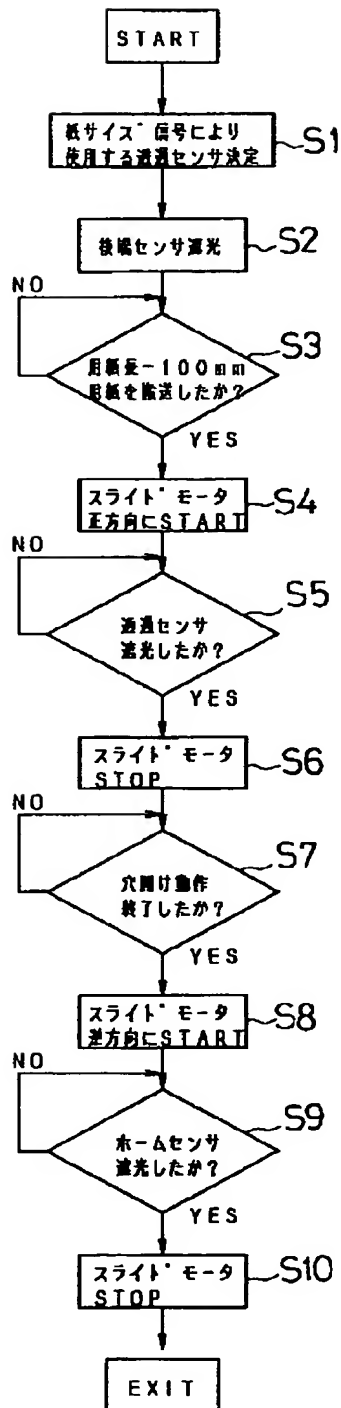 START
紙サイズ信号により
使用する透過センサ決定
S1
後端センサ遮光
S2
NO
用紙長-100mm
用紙を搬送したか?
S3
YES
スライドモータ
正方向にSTART
S4
NO
透過センサ
遮光したか?
S5
YES
スライドモータ
STOP
S6
NO
穴開け動作
終了したか?
S7
YES
スライドモータ
逆方向にSTART
S8
NO
ホームセンサ
遮光したか?
S9
YES
スライドモータ
STOP
S10
EXIT